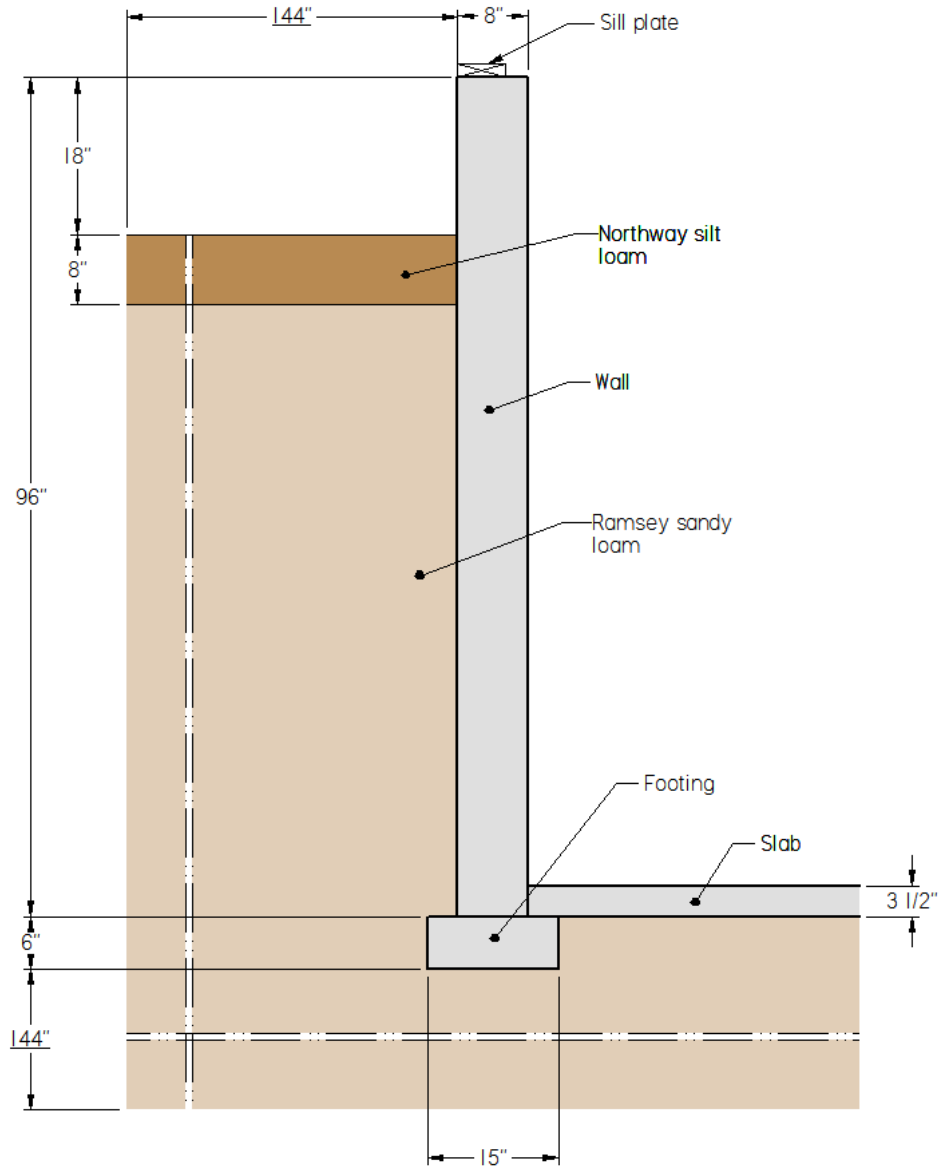 144"
8"
Sill plate
18"
8"
Northway silt
loam
Wall
96"
Ramsey sandy
loam
Footing
Slab
3 1/2"
6"
144"
15"